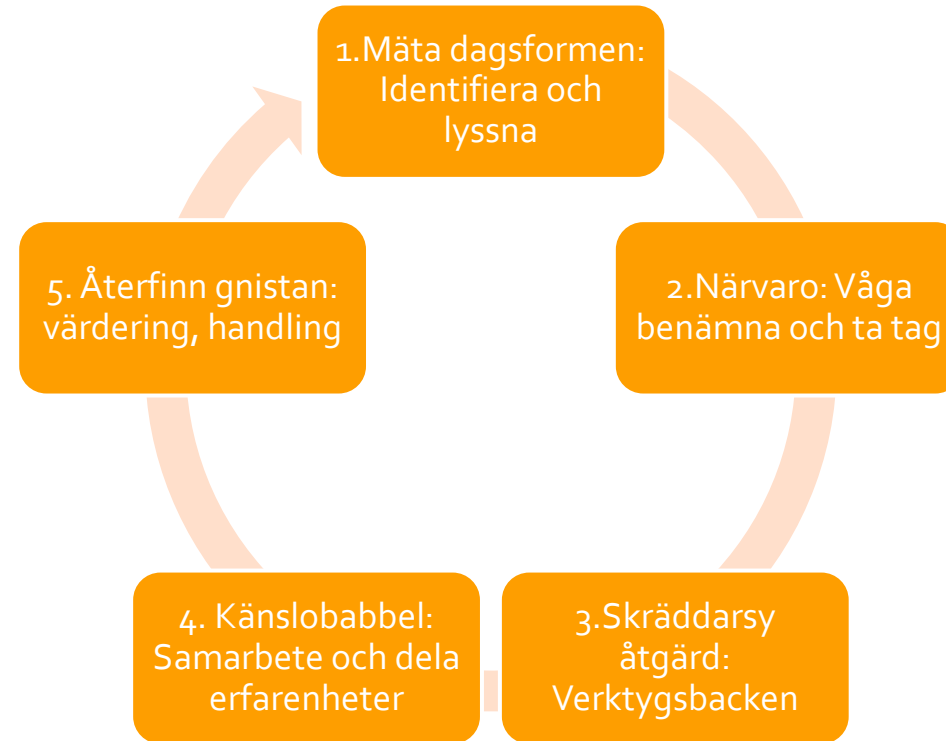 1.Mäta dagsformen:
Identifiera och
lyssna
2.Närvaro: Våga
benämna och ta tag
3.Skräddarsy
åtgärd:
Verktygsbacken
4. Känslobabbel:
Samarbete och dela
erfarenheter
5. Återfinn gnistan:
värdering, handling